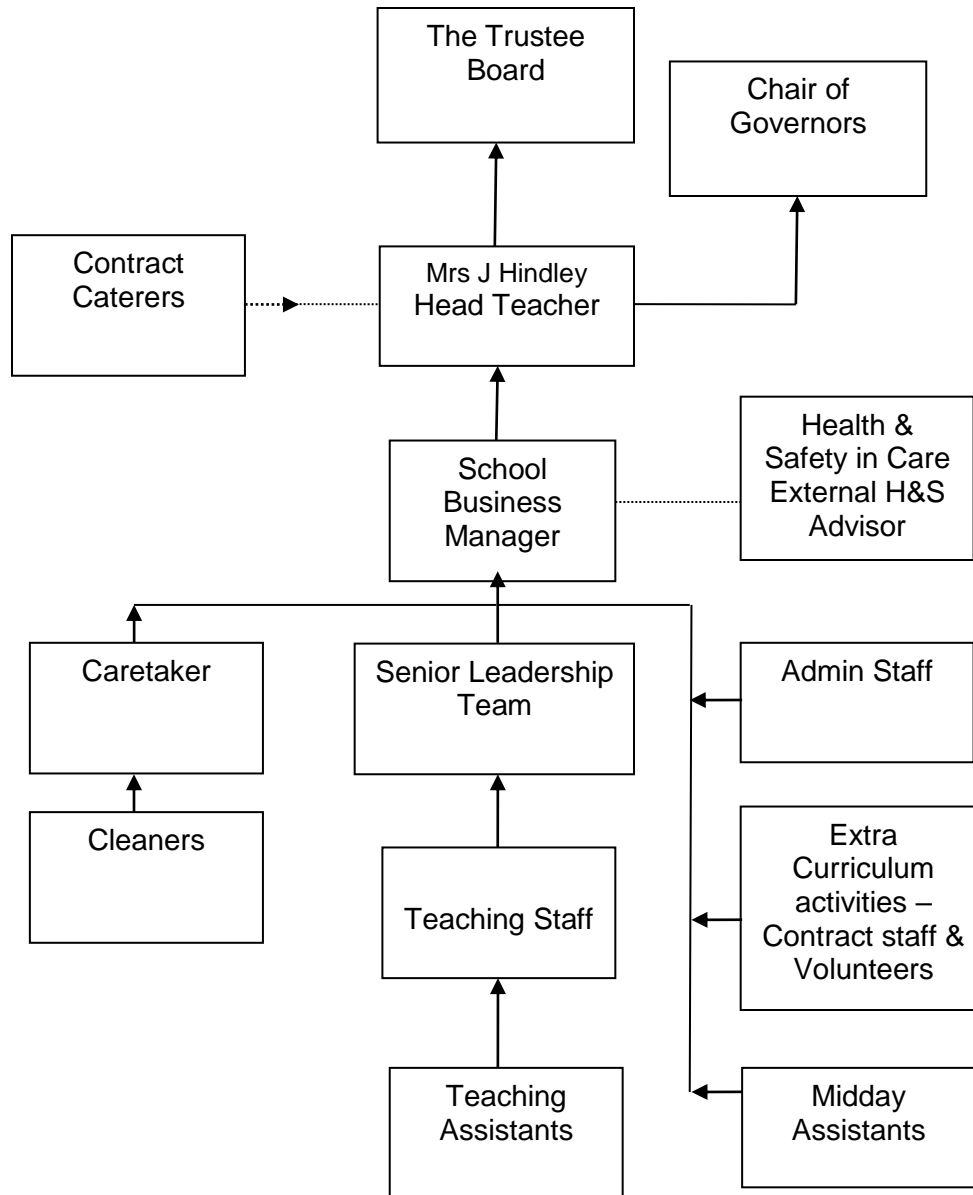 The Trustee
Board
Chair of
Governors
Contract
Caterers
Mrs J Hindley
Head Teacher
School
Business
Manager
Health &
Safety in Care
External H&S
Advisor
Caretaker
Senior Leadership
Team
Admin Staff
Cleaners
Teaching Staff
Extra
Curriculum
activities –
Contract staff &
Volunteers
Teaching
Assistants
Midday
Assistants